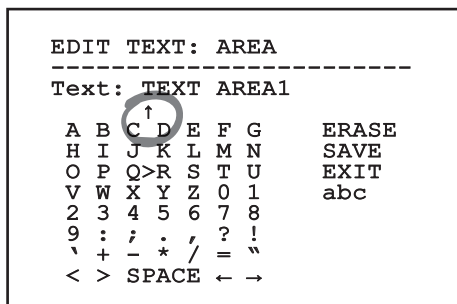 EDIT TEXT: AREA
--------------------------
Text: TEXT AREA1
↑
A B C D E F G ERASE
H I J K L M N SAVE
O P Q>R S T U EXIT
V W X Y Z 0 1 abc
2 3 4 5 6 7 8
9 : ; . , ? !
‵ + - * / = ‶
< > SPACE ← →